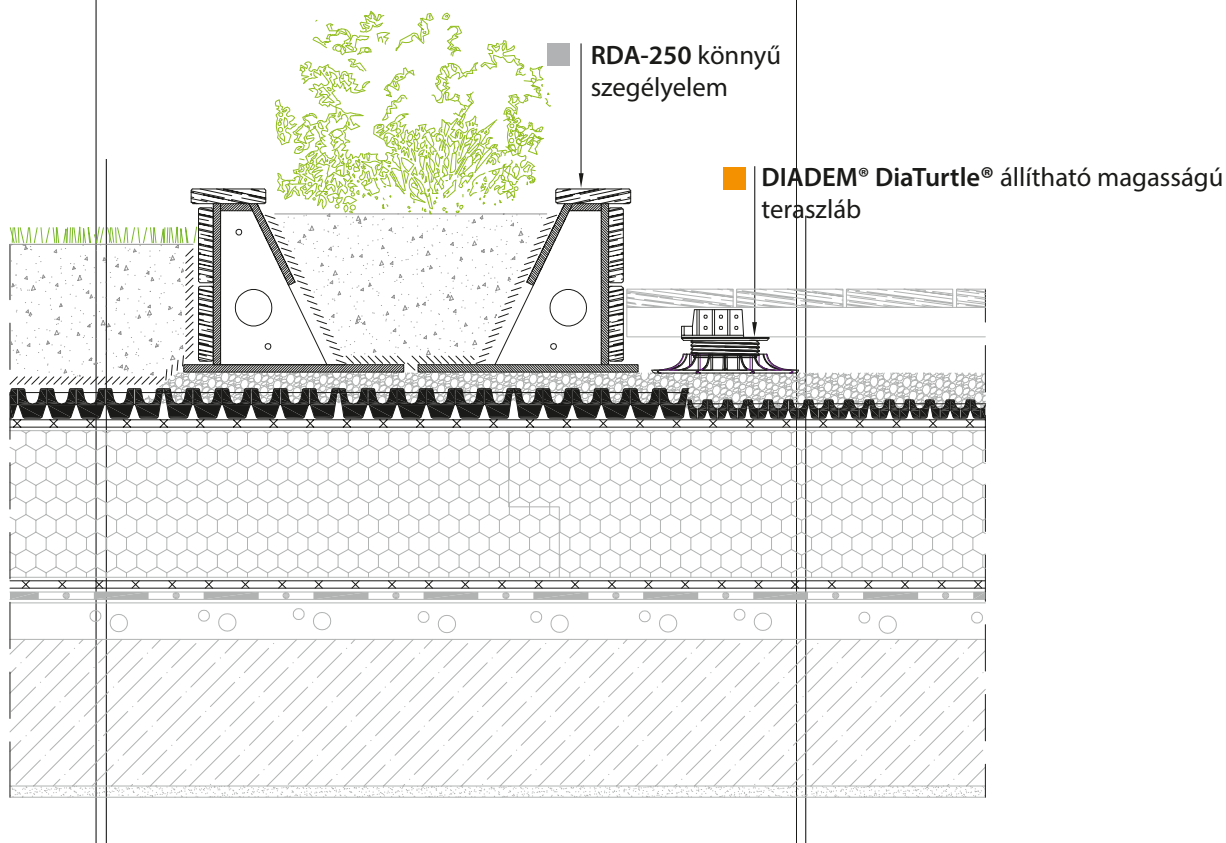 RDA-250 könnyű
szegélyelem
DIADEM® DiaTurtle® állítható magasságú
teraszláb